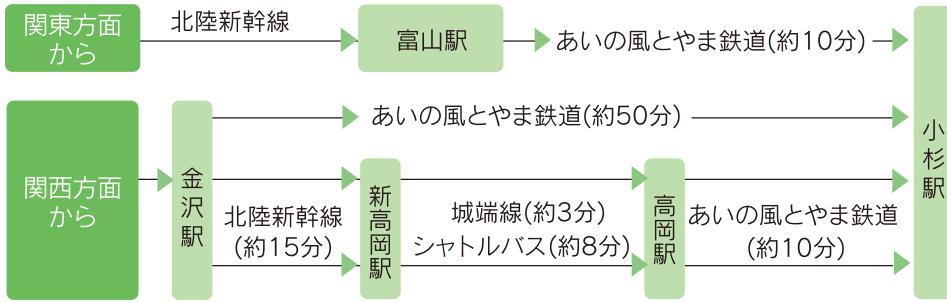 関東方面
から
北陸新幹線
富山駅
あいの風とやま鉄道(約10分)
小杉駅
関西方面
から
金沢駅
あいの風とやま鉄道(約50分)
北陸新幹線
(約15分)
新高岡駅
城端線(約3分)
シャトルバス(約8分)
高岡駅
あいの風とやま鉄道
(約10分)